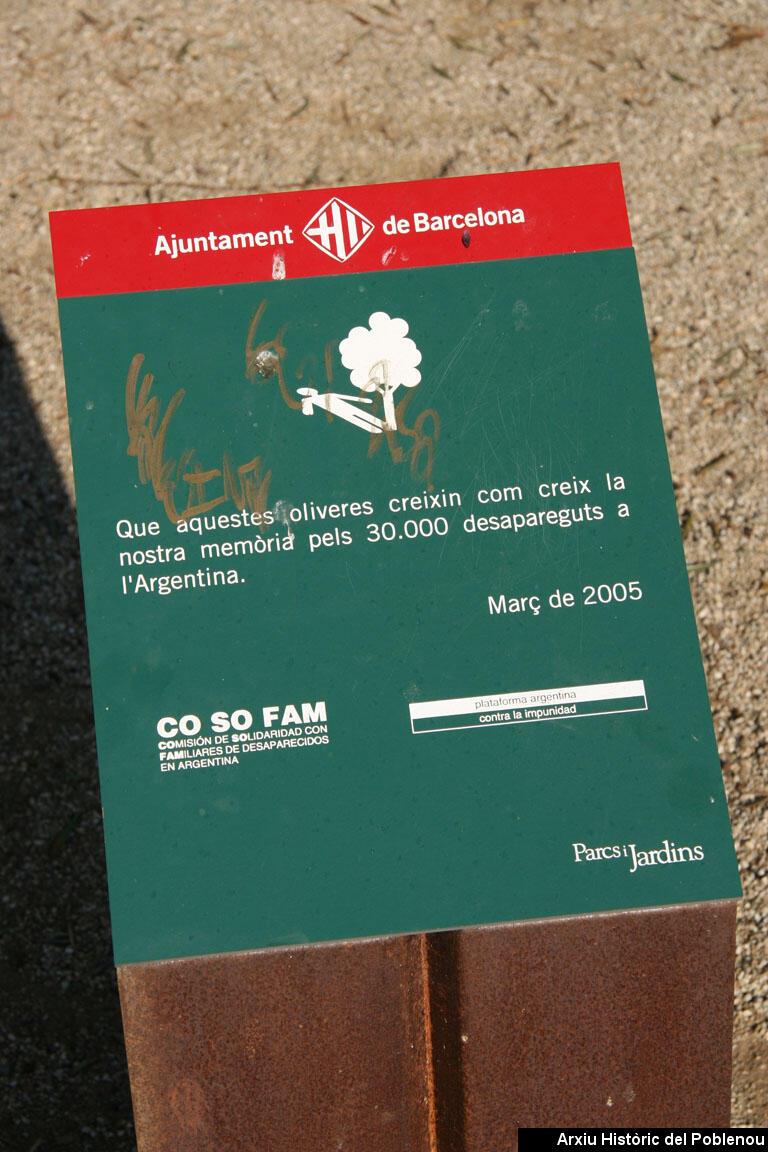 Ajuntament de Barcelona
Que aquestes oliveres creixin com creix la
nostra memòria pels 30.000 desapareguts a
l'Argentina.
Març de 2005
CO SO FAM
COMISIÓN DE SOLIDARIDAD CON
FAMILIARES DE DESAPARECIDOS
EN ARGENTINA
plataforma argentina
contra la impunidad
Parcs i Jardins
Arxiu Històric del Poblenou